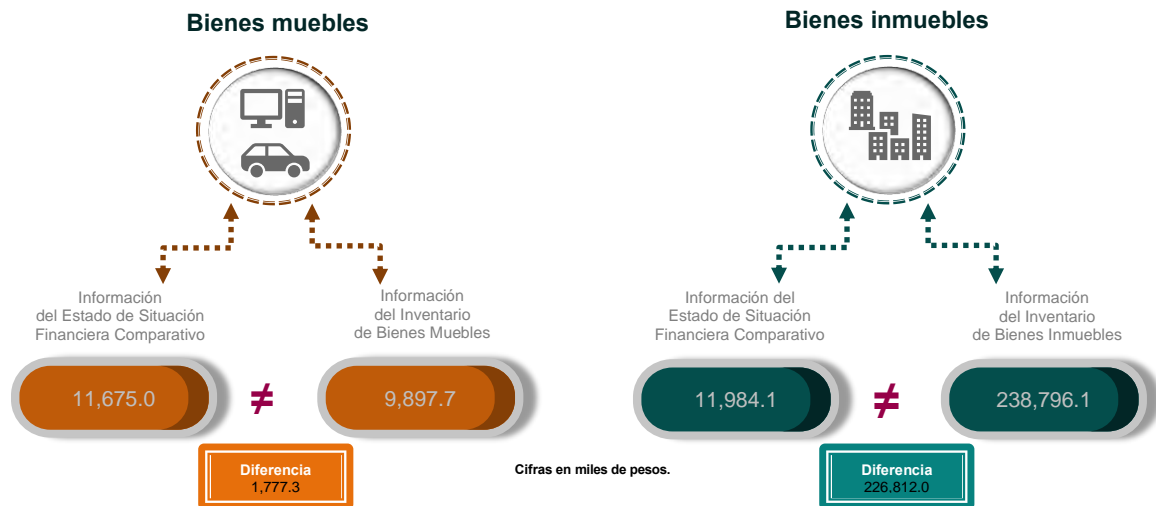 Bienes muebles
Información
del Estado de Situación
Financiera Comparativo
Información
del Inventario
de Bienes Muebles
11,675.0
≠
9,897.7
Diferencia
1,777.3
Cifras en miles de pesos.
Bienes inmuebles
Información del
Estado de Situación
Financiera Comparativo
Información
del Inventario
de Bienes Inmuebles
11,984.1
≠
238,796.1
Diferencia
226,812.0